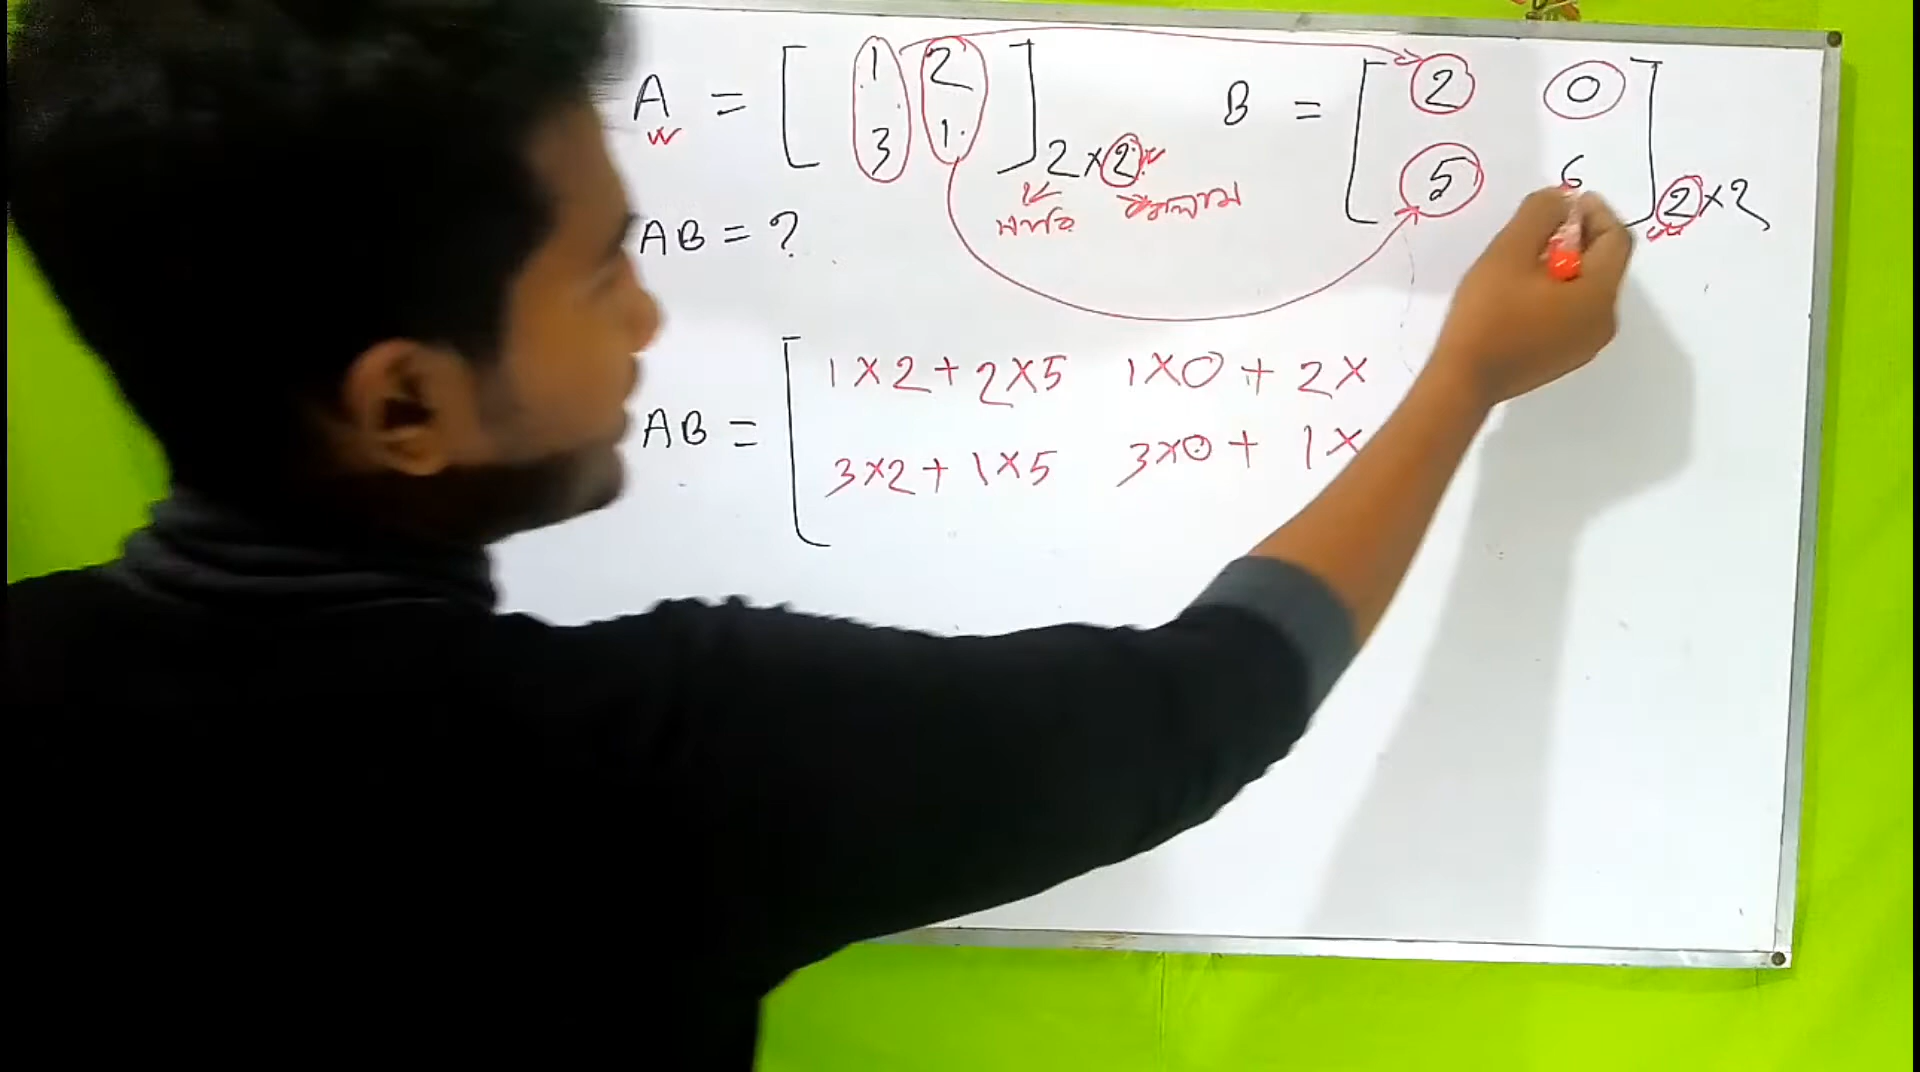 A = [ 1 2 ] 2×2 B = [ 2 0 ] 2×2
3 1 5 6
কলাম
AB = ?
AB = [ 1×2+2×5 1×0+2×
3×2+1×5 3×0+1×